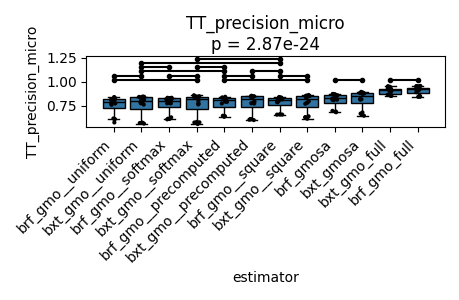 TT_precision_micro
p = 2.87e-24
TT_precision_micro
1.25
1.00
0.75
brf_gmo__uniform
bxt_gmo__uniform
brf_gmo__softmax
bxt_gmo__softmax
brf_gmo__precomputed
bxt_gmo__precomputed
brf_gmo__square
bxt_gmo__square
brf_gmosa
bxt_gmosa
bxt_gmo_full
brf_gmo_full
estimator